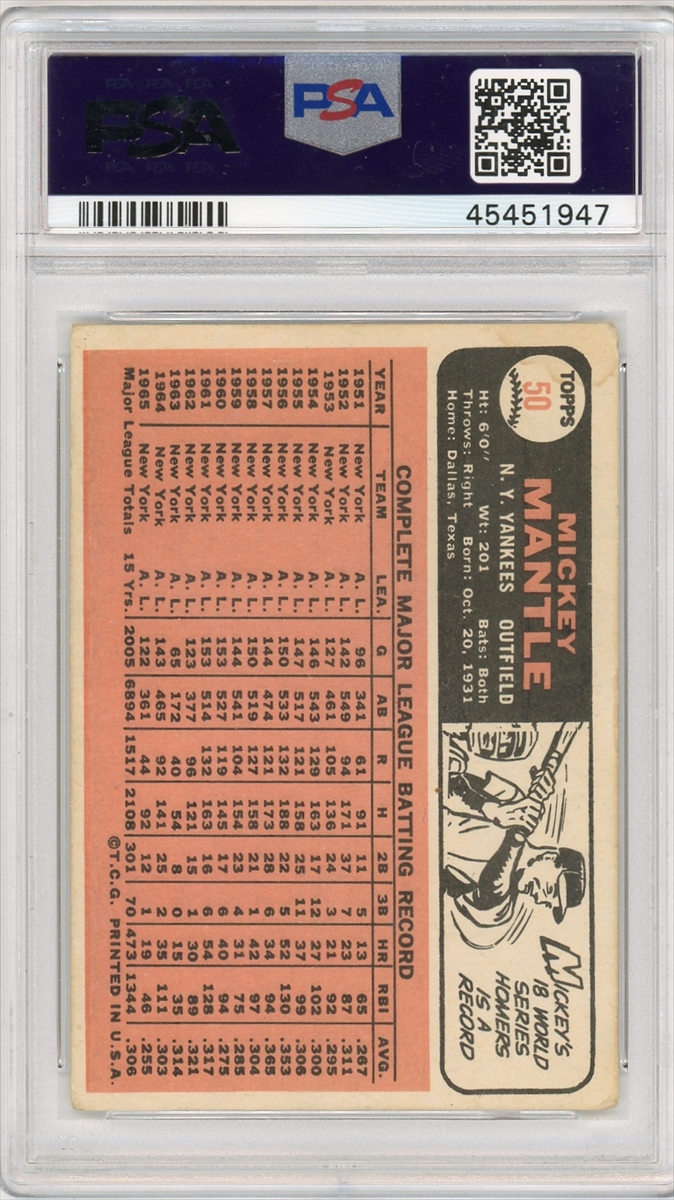 PSA PSA PSA
PSA
PSA PSA PSA
PSA
45451947
TOPPS
50
MICKEY
MANTLE
N. Y. YANKEES OUTFIELD
Ht: 6'0" Wt: 201 Bats: Both
Throws: Right Born: Oct. 20, 1931
Home: Dallas, Texas
MICKEY'S
18 WORLD
SERIES
HOMERS
IS A
RECORD
COMPLETE MAJOR LEAGUE BATTING RECORD
YEAR TEAM LEA. G AB R H 2B 3B HR RBI AVG.
1951 New York A. L. 96 341 61 91 11 5 13 65 .267
1952 New York A. L. 142 549 94 171 37 7 23 87 .311
1953 New York A. L. 127 461 105 136 24 3 21 92 .295
1954 New York A. L. 146 543 129 163 17 12 27 102 .300
1955 New York A. L. 147 517 121 158 25 11 37 99 .306
1956 New York A. L. 150 533 132 188 22 5 52 130 .353
1957 New York A. L. 144 474 121 173 28 6 34 94 .365
1958 New York A. L. 150 519 127 158 21 1 42 97 .304
1959 New York A. L. 144 541 104 154 23 4 31 75 .285
1960 New York A. L. 153 527 119 145 17 6 40 94 .275
1961 New York A. L. 153 514 132 163 16 6 54 128 .317
1962 New York A. L. 123 377 96 121 15 1 30 89 .321
1963 New York A. L. 65 172 40 54 8 0 15 35 .314
1964 New York A. L. 143 465 92 141 25 2 35 111 .303
1965 New York A. L. 122 361 44 92 12 1 19 46 .255
Major League Totals 15 Yrs. 2005 6894 1517 2108 301 70 473 1344 .306
©T.C.G. PRINTED IN U.S.A.